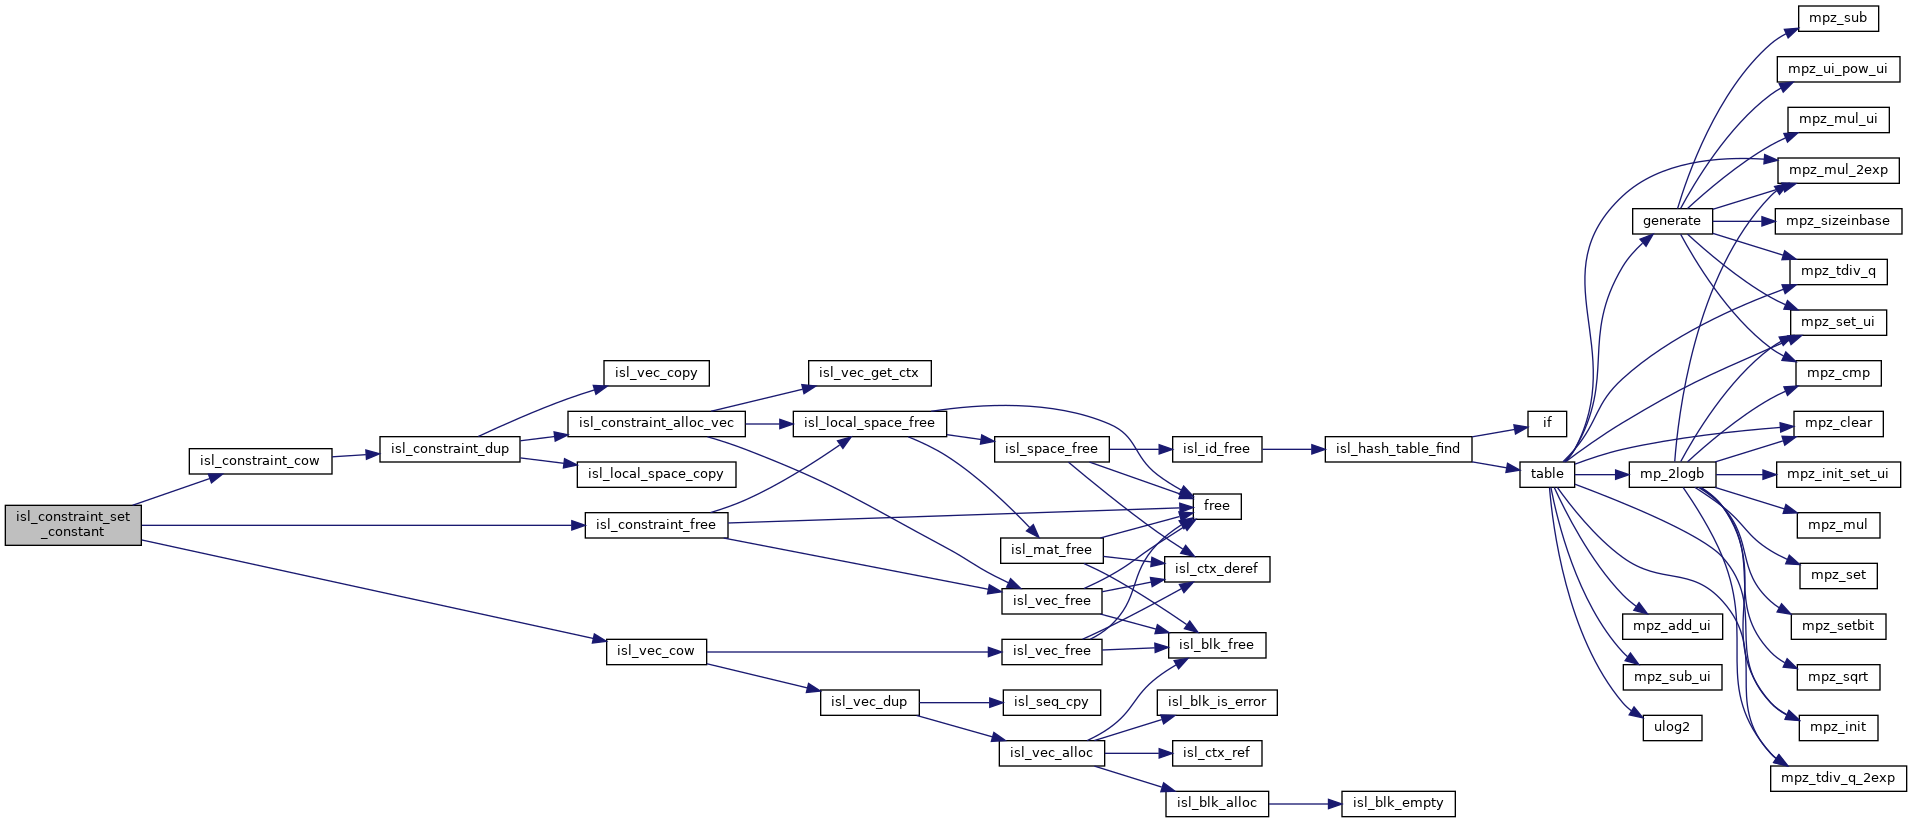 isl_constraint_set
_constant
isl_constraint_cow
isl_constraint_dup
isl_vec_copy
isl_constraint_alloc_vec
isl_local_space_copy
isl_constraint_free
isl_vec_cow
isl_vec_get_ctx
isl_local_space_free
isl_vec_dup
isl_space_free
isl_mat_free
isl_vec_free
isl_vec_free
isl_seq_cpy
isl_vec_alloc
isl_id_free
free
isl_ctx_deref
isl_blk_free
isl_blk_is_error
isl_ctx_ref
isl_blk_alloc
isl_hash_table_find
isl_blk_empty
if
table
generate
mp_2logb
mpz_add_ui
mpz_sub_ui
ulog2
mpz_sub
mpz_ui_pow_ui
mpz_mul_ui
mpz_mul_2exp
mpz_sizeinbase
mpz_tdiv_q
mpz_set_ui
mpz_cmp
mpz_clear
mpz_init_set_ui
mpz_mul
mpz_set
mpz_setbit
mpz_sqrt
mpz_init
mpz_tdiv_q_2exp